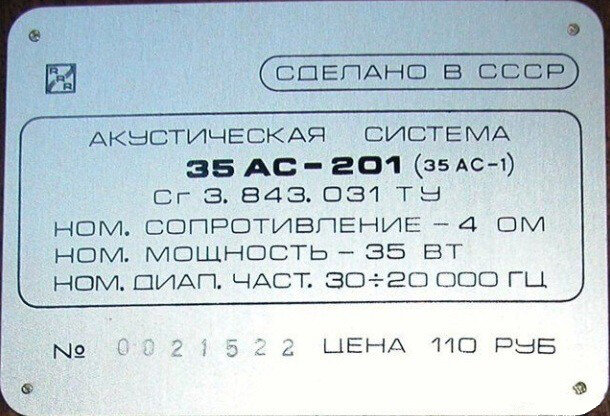 RRR
СДЕЛАНО В СССР
АКУСТИЧЕСКАЯ СИСТЕМА
35 АС-201 (35 АС-1)
Сг 3. 843. 031 ТУ
НОМ. СОПРОТИВЛЕНИЕ - 4 ОМ
НОМ. МОЩНОСТЬ - 35 ВТ
НОМ. ДИАП. ЧАСТ. 30÷20 000 ГЦ
№ 0021522 ЦЕНА 110 РУБ